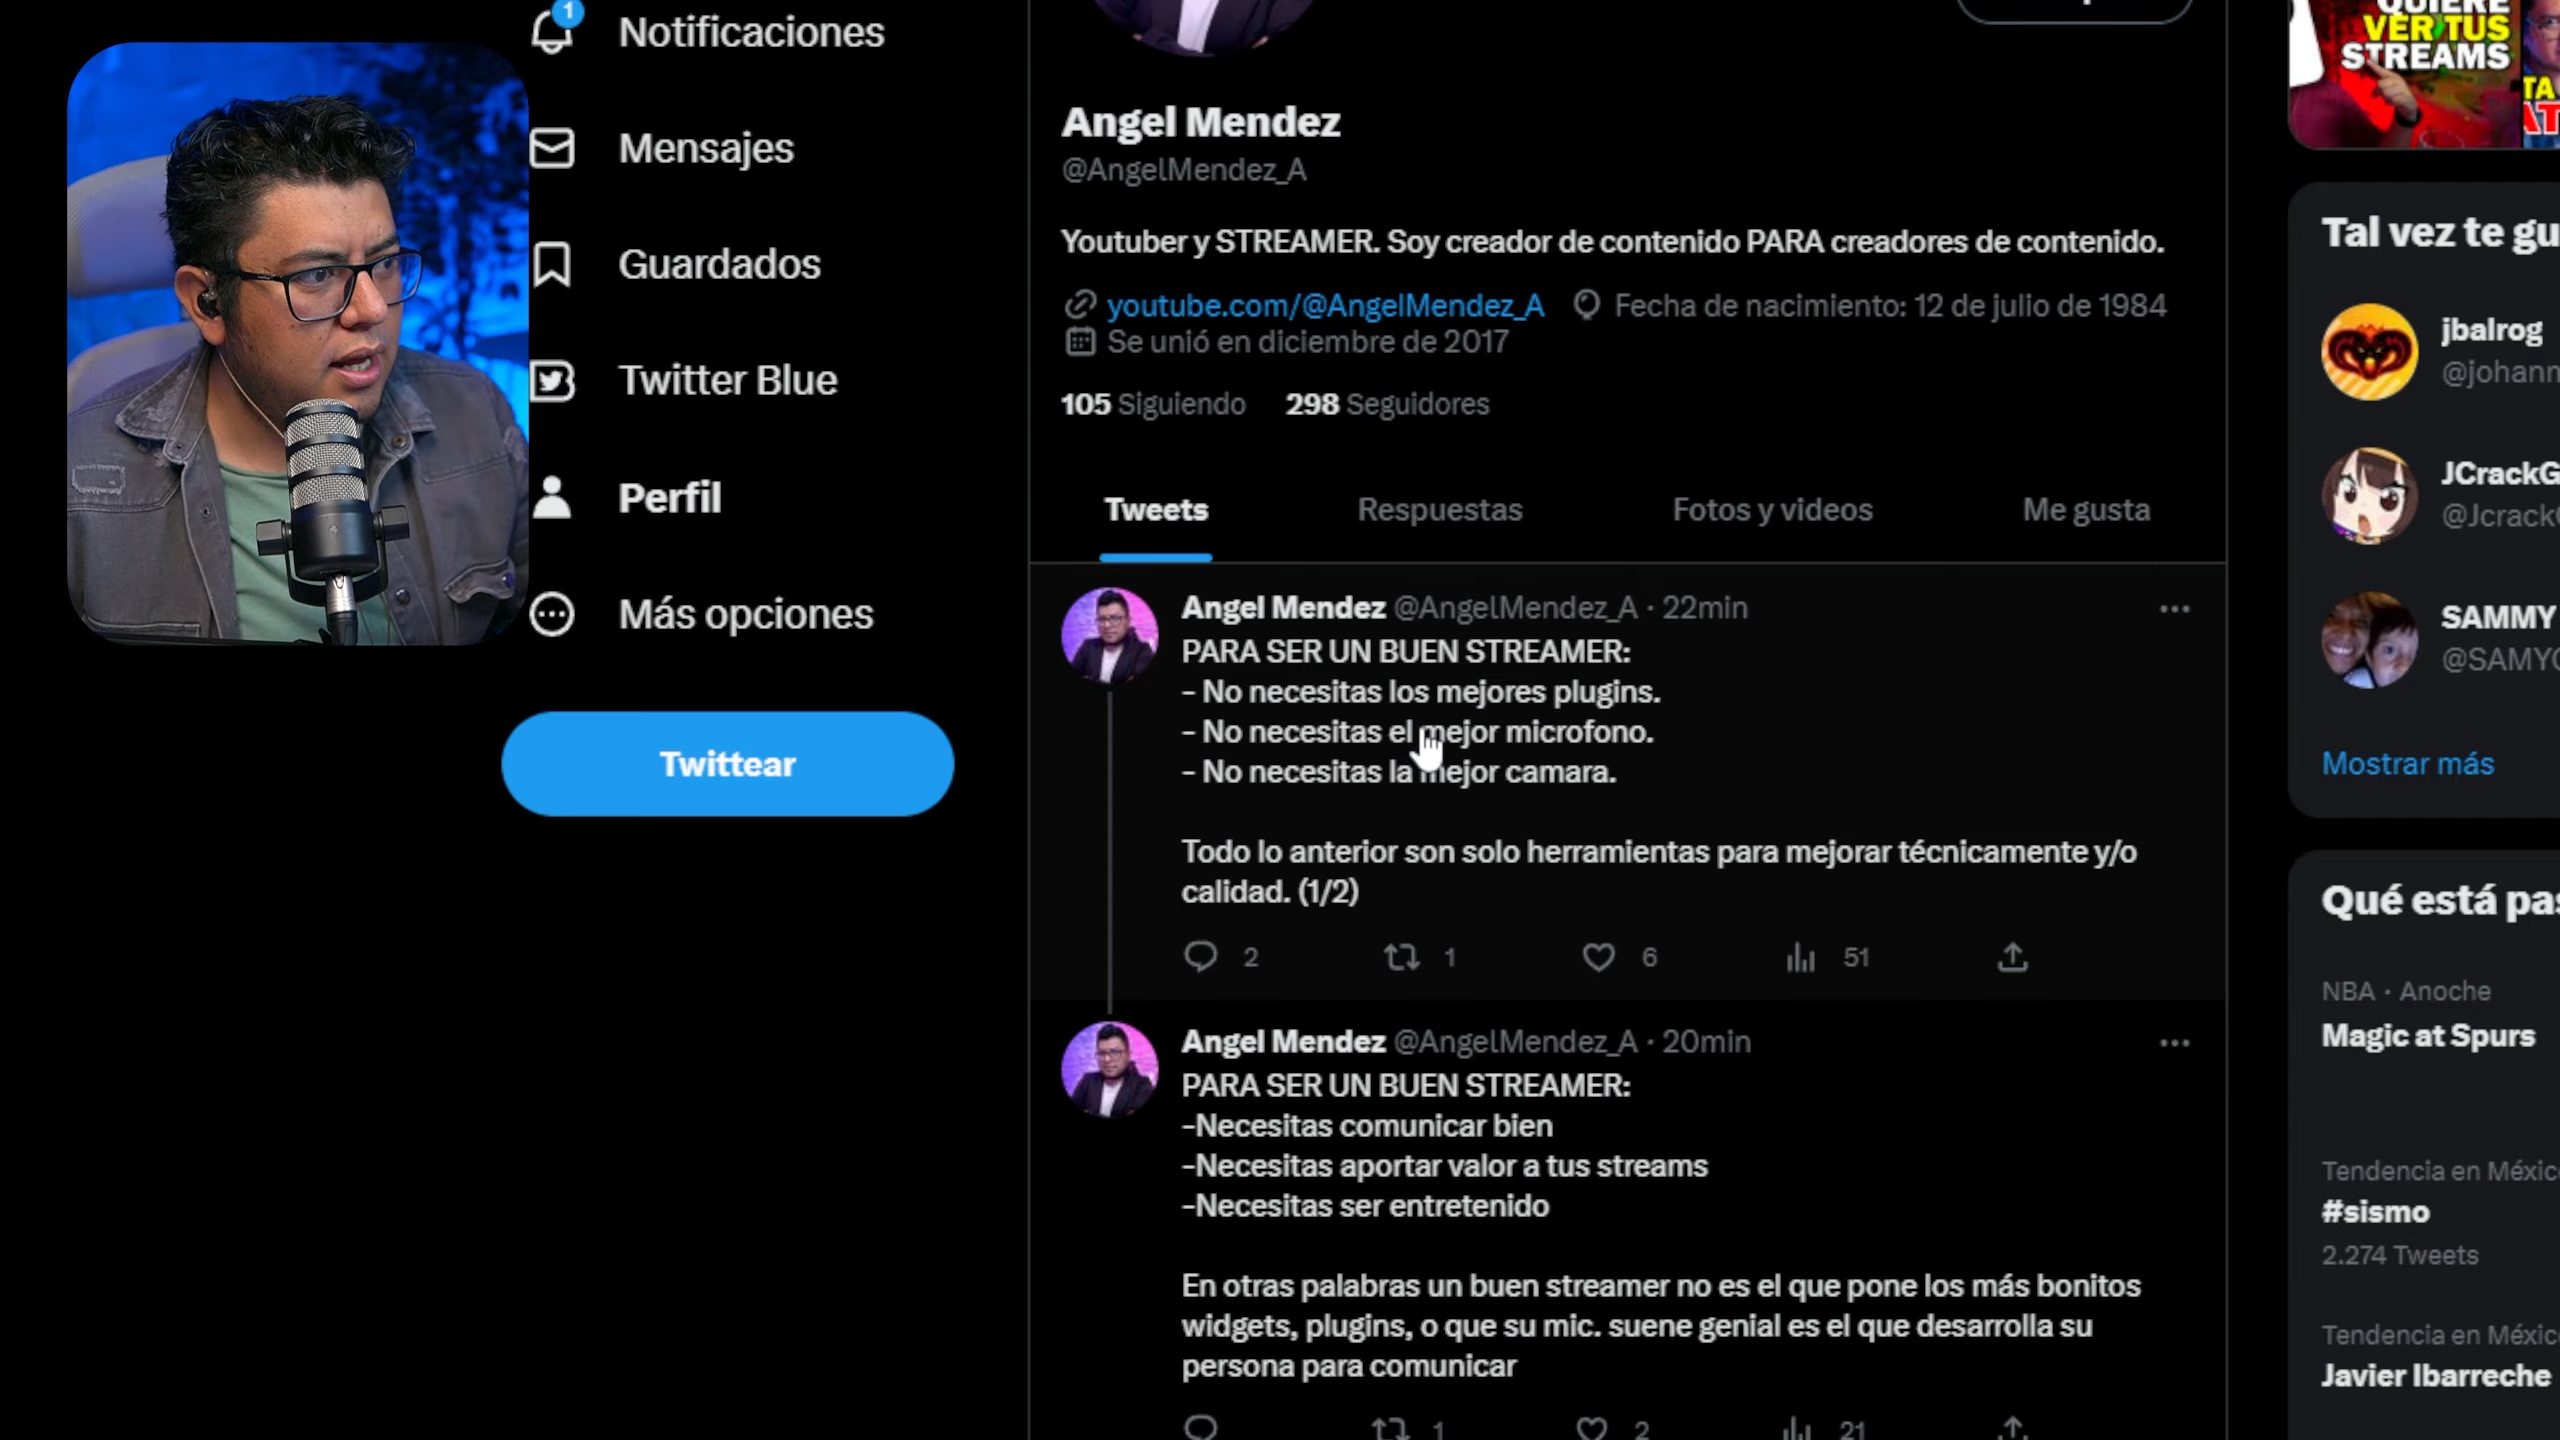 1
Notificaciones
Mensajes
Guardados
Twitter Blue
Perfil
Más opciones
Twittear
Angel Mendez
@AngelMendez_A
Youtuber y STREAMER. Soy creador de contenido PARA creadores de contenido.
youtube.com/@AngelMendez_A Fecha de nacimiento: 12 de julio de 1984
Se unió en diciembre de 2017
105 Siguiendo 298 Seguidores
Tweets Respuestas Fotos y videos Me gusta
Angel Mendez @AngelMendez_A · 22min
PARA SER UN BUEN STREAMER:
- No necesitas los mejores plugins.
- No necesitas el mejor microfono.
- No necesitas la mejor camara.
Todo lo anterior son solo herramientas para mejorar técnicamente y/o
calidad. (1/2)
2 1 6 51
Angel Mendez @AngelMendez_A · 20min
PARA SER UN BUEN STREAMER:
-Necesitas comunicar bien
-Necesitas aportar valor a tus streams
-Necesitas ser entretenido
En otras palabras un buen streamer no es el que pone los más bonitos
widgets, plugins, o que su mic. suene genial es el que desarrolla su
persona para comunicar
1 2 21
QUIERE
VER TUS
STREAMS
TA
AT
Tal vez te gu
jbalrog
@johann
JCrackG
@Jcrack
SAMMY
@SAMY
Mostrar más
Qué está pas
NBA · Anoche
Magic at Spurs
Tendencia en Méxic
#sismo
2.274 Tweets
Tendencia en Méxic
Javier Ibarreche